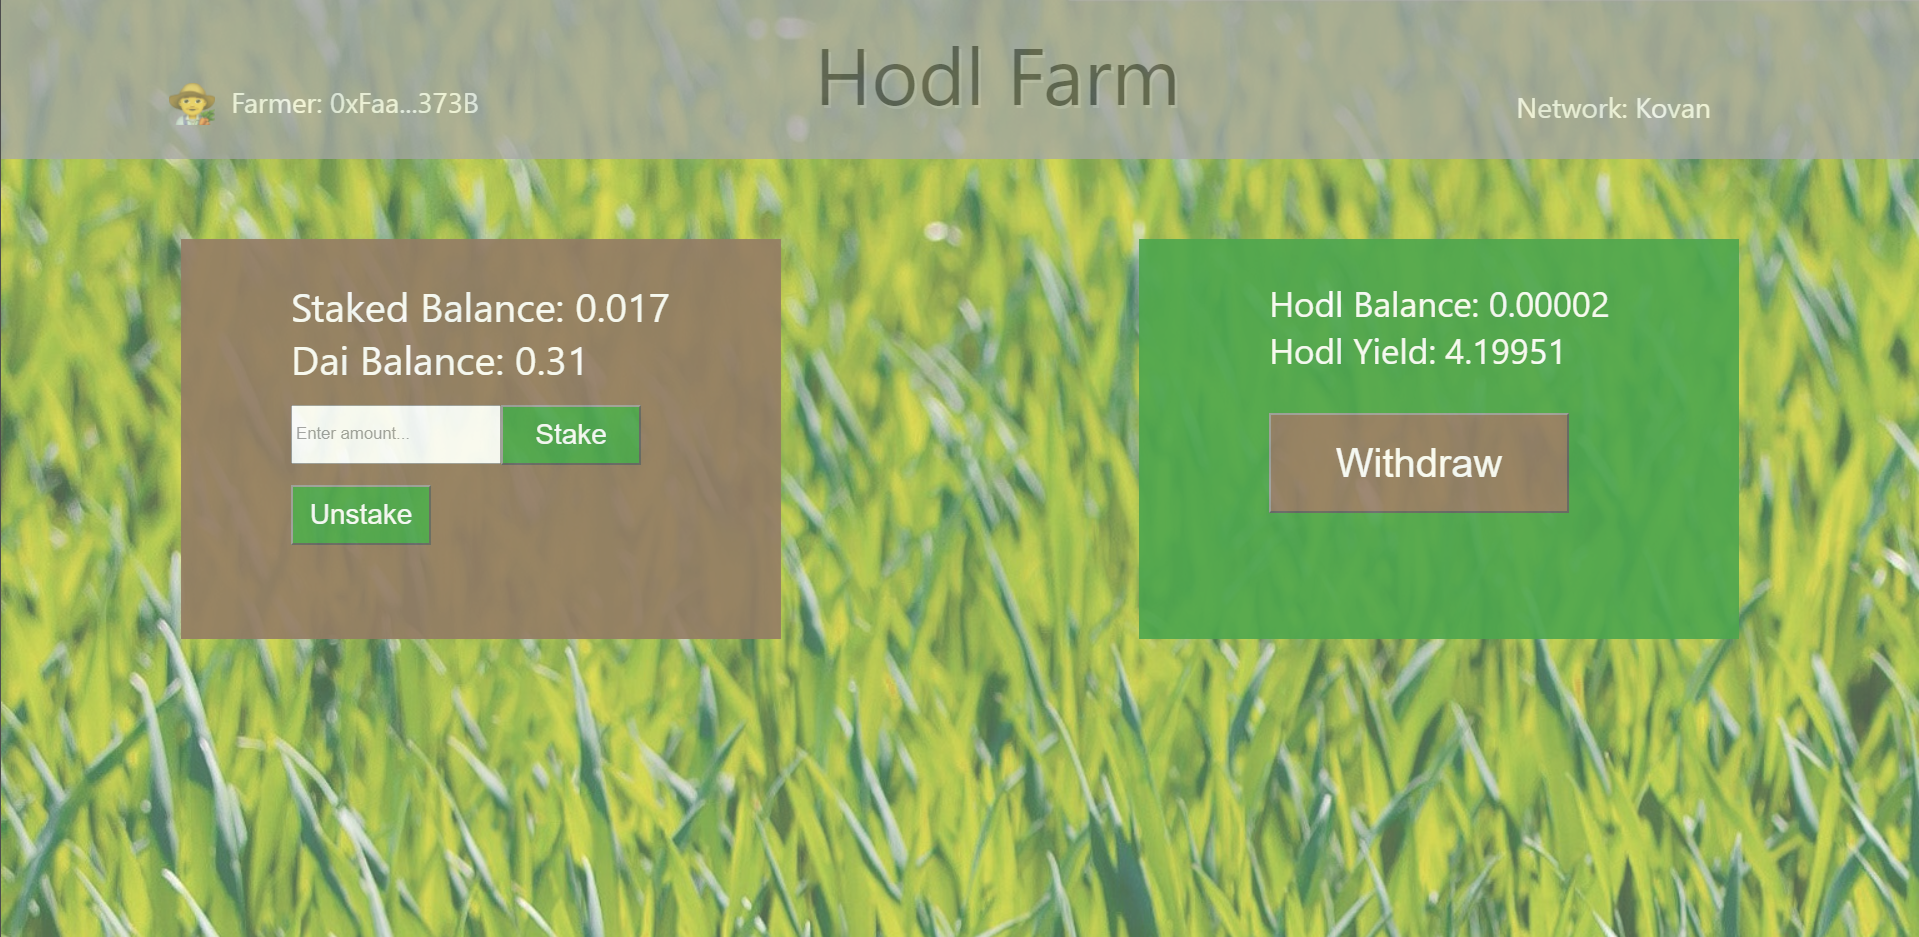 Hodl Farm
Farmer: 0xFaa...373B
Network: Kovan
Staked Balance: 0.017
Dai Balance: 0.31
Enter amount...
Stake
Unstake
Hodl Balance: 0.00002
Hodl Yield: 4.19951
Withdraw